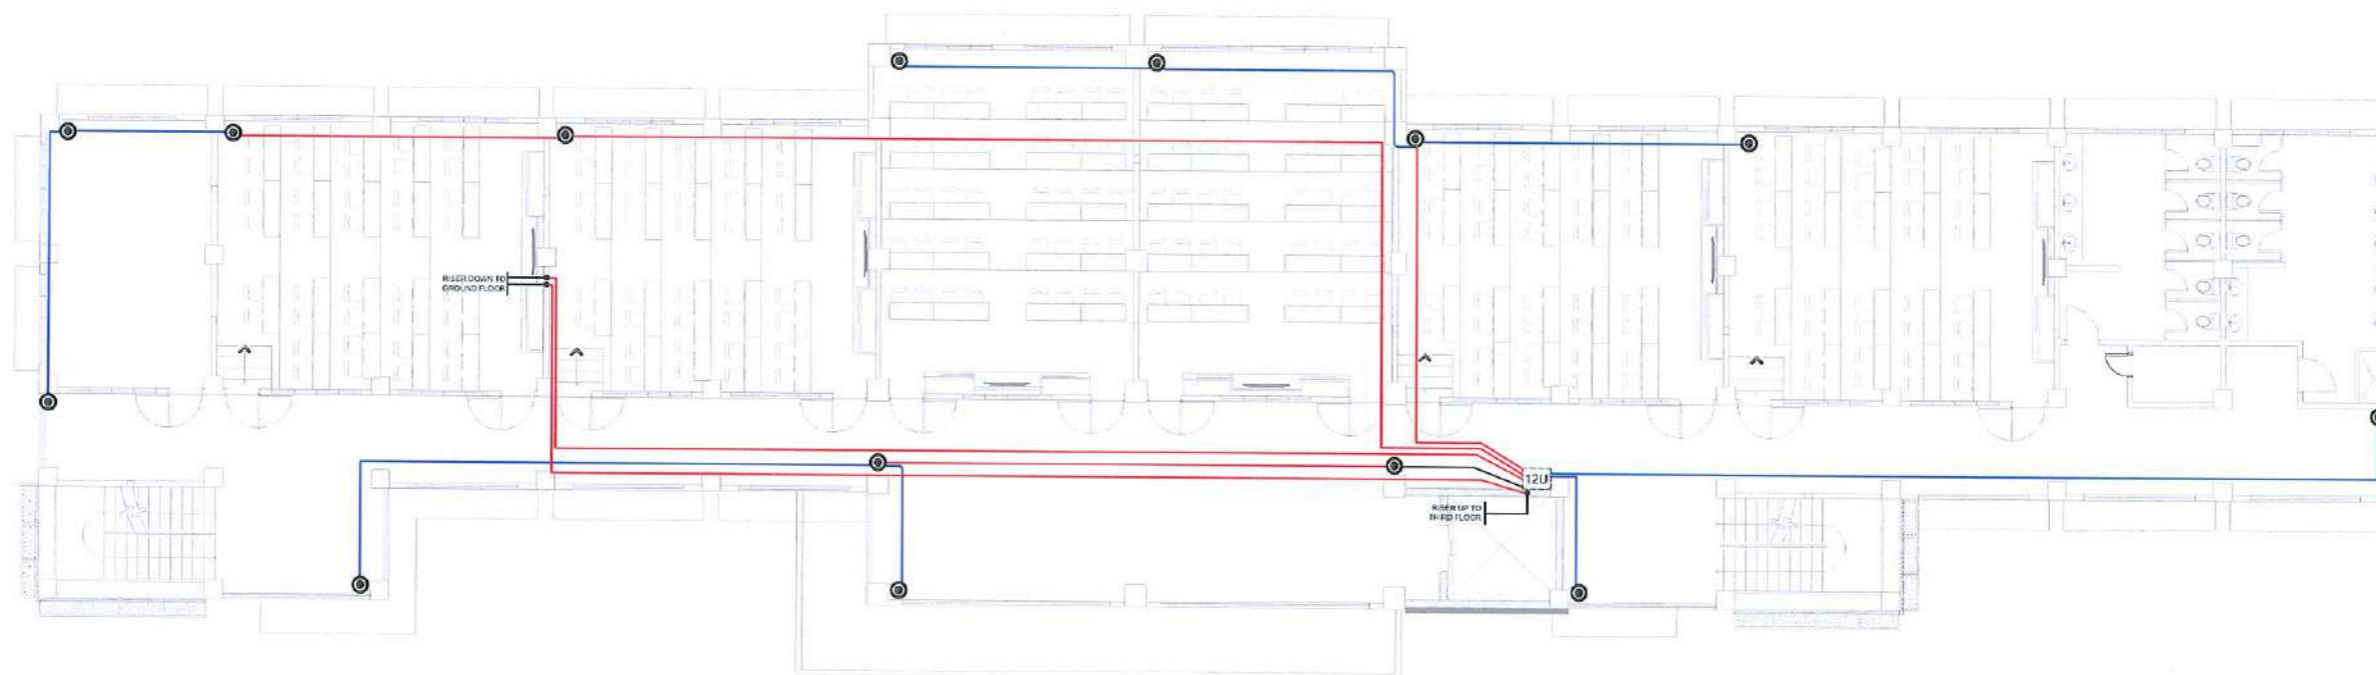 RISER DOWN TO
GROUND FLOOR
12U
RISER UP TO
THIRD FLOOR